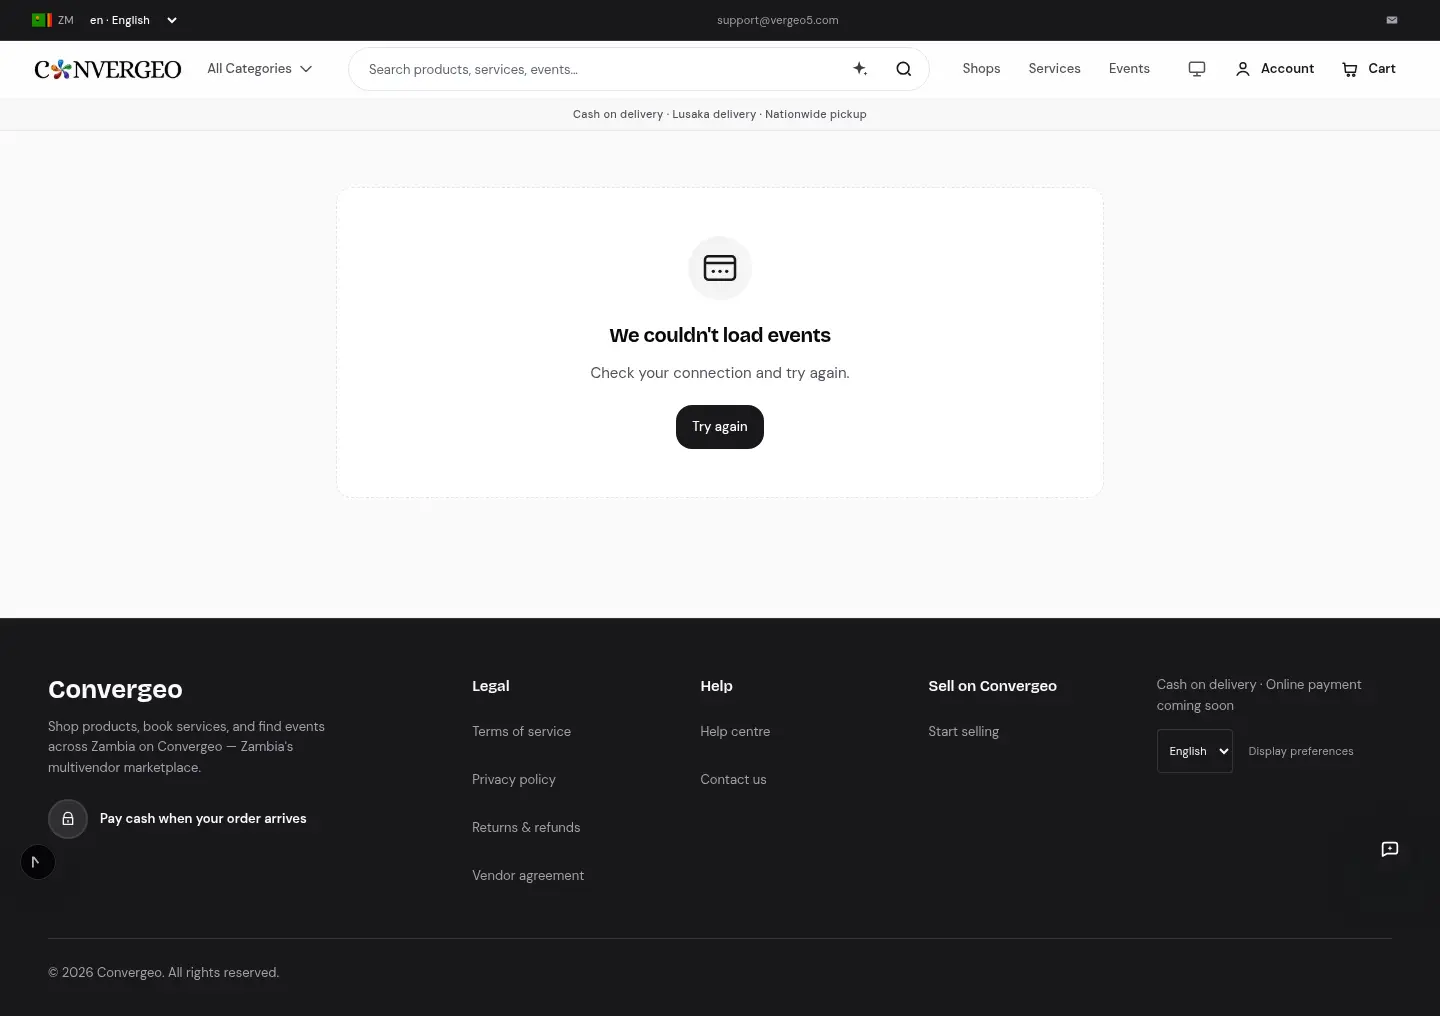 ZM
en · English
support@vergeo5.com
CONVERGEO
All Categories
Search products, services, events...
Shops
Services
Events
Account
Cart
Cash on delivery · Lusaka delivery · Nationwide pickup
We couldn't load events
Check your connection and try again.
Try again
Convergeo
Shop products, book services, and find events
across Zambia on Convergeo — Zambia's
multivendor marketplace.
Pay cash when your order arrives
Legal
Terms of service
Privacy policy
Returns & refunds
Vendor agreement
Help
Help centre
Contact us
Sell on Convergeo
Start selling
Cash on delivery · Online payment
coming soon
English
Display preferences
© 2026 Convergeo. All rights reserved.